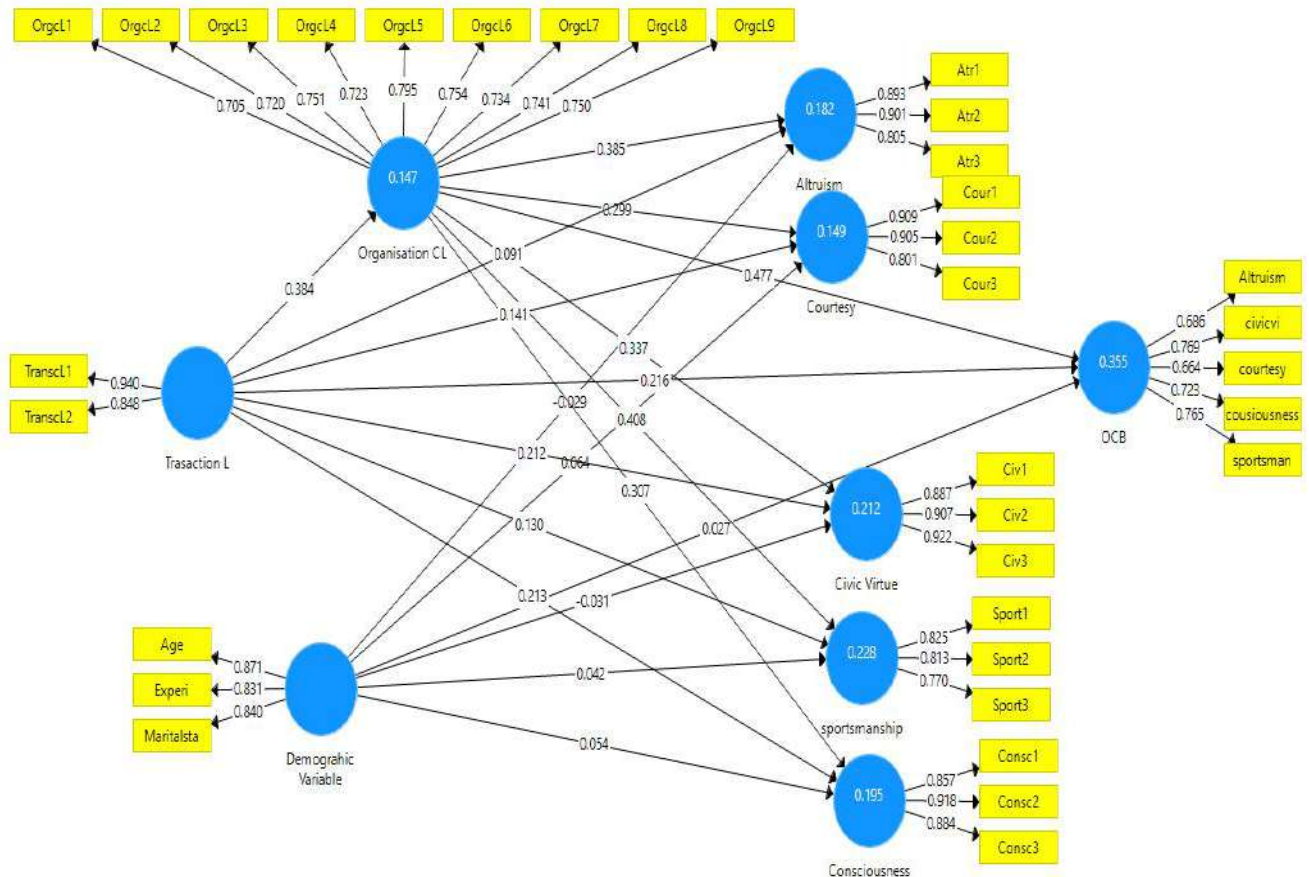 OrgcL1 OrgcL2 OrgcL3 OrgcL4 OrgcL5 OrgcL6 OrgcL7 OrgcL8 OrgcL9
0.705 0.720 0.751 0.723 0.795 0.754 0.734 0.741 0.750
0.147
Organisation CL
0.182
Altruism
0.893 Atr1
0.901 Atr2
0.805 Atr3
0.149
Courtesy
0.909 Cour1
0.905 Cour2
0.801 Cour3
0.385
0.299
0.091
0.477
0.384
0.141
0.337
0.216
-0.029
0.408
0.212
0.064
0.307
0.130
0.027
0.213
-0.031
0.042
0.054
TranscL1 0.940
TranscL2 0.848
Trasaction L
0.355
OCB
0.686 Altruism
0.769 civicvi
0.664 courtesy
0.723 cousiousness
0.765 sportsman
0.212
Civic Virtue
0.887 Civ1
0.907 Civ2
0.922 Civ3
Age 0.871
Experi 0.831
Maritalsta 0.840
Demograhic
Variable
0.228
sportsmanship
0.825 Sport1
0.813 Sport2
0.770 Sport3
0.195
Consciousness
0.857 Consc1
0.918 Consc2
0.884 Consc3